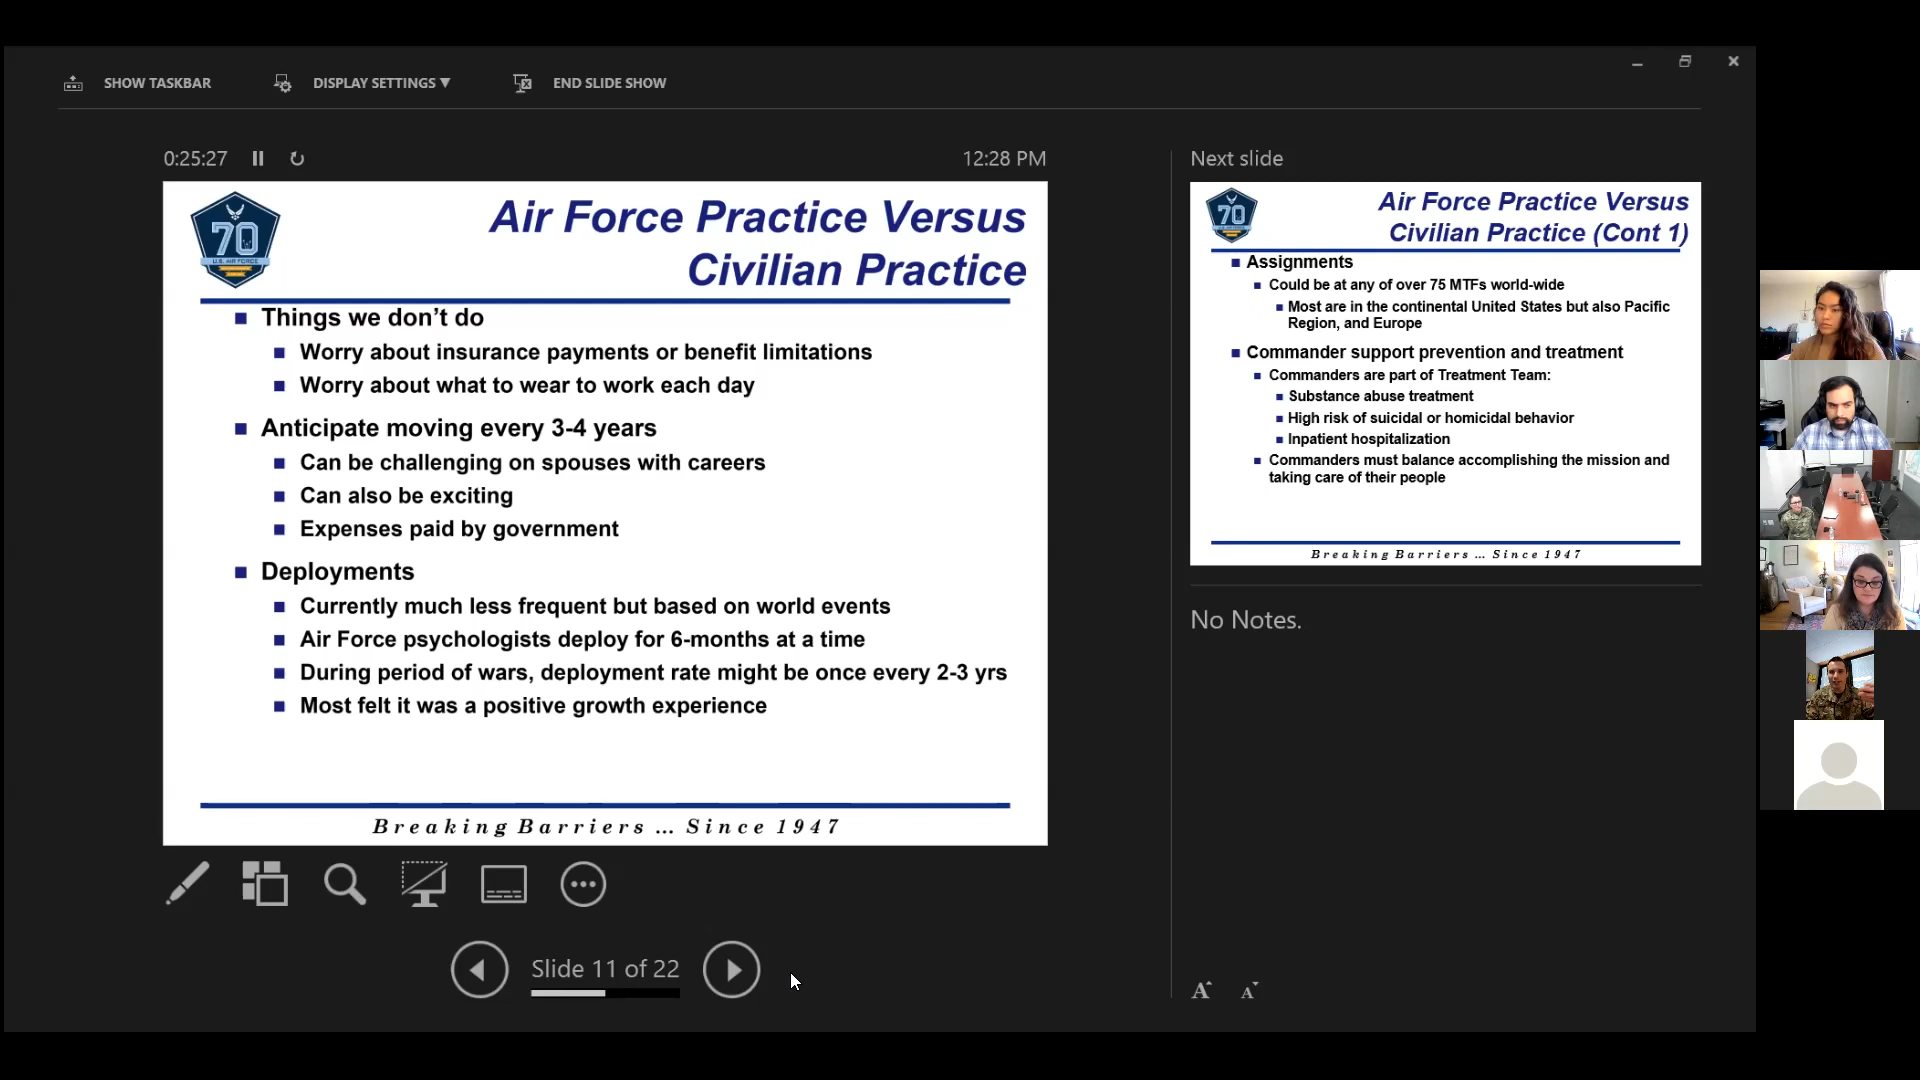 SHOW TASKBAR
DISPLAY SETTINGS ▼
END SLIDE SHOW
0:25:27
12:28 PM
70
U.S. AIR FORCE
Air Force Practice Versus
Civilian Practice
Things we don't do
Worry about insurance payments or benefit limitations
Worry about what to wear to work each day
Anticipate moving every 3-4 years
Can be challenging on spouses with careers
Can also be exciting
Expenses paid by government
Deployments
Currently much less frequent but based on world events
Air Force psychologists deploy for 6-months at a time
During period of wars, deployment rate might be once every 2-3 yrs
Most felt it was a positive growth experience
Breaking Barriers ... Since 1947
Slide 11 of 22
Next slide
70
Air Force Practice Versus
Civilian Practice (Cont 1)
Assignments
Could be at any of over 75 MTFs world-wide
Most are in the continental United States but also Pacific
Region, and Europe
Commander support prevention and treatment
Commanders are part of Treatment Team:
Substance abuse treatment
High risk of suicidal or homicidal behavior
Inpatient hospitalization
Commanders must balance accomplishing the mission and
taking care of their people
Breaking Barriers ... Since 1947
No Notes.
A A